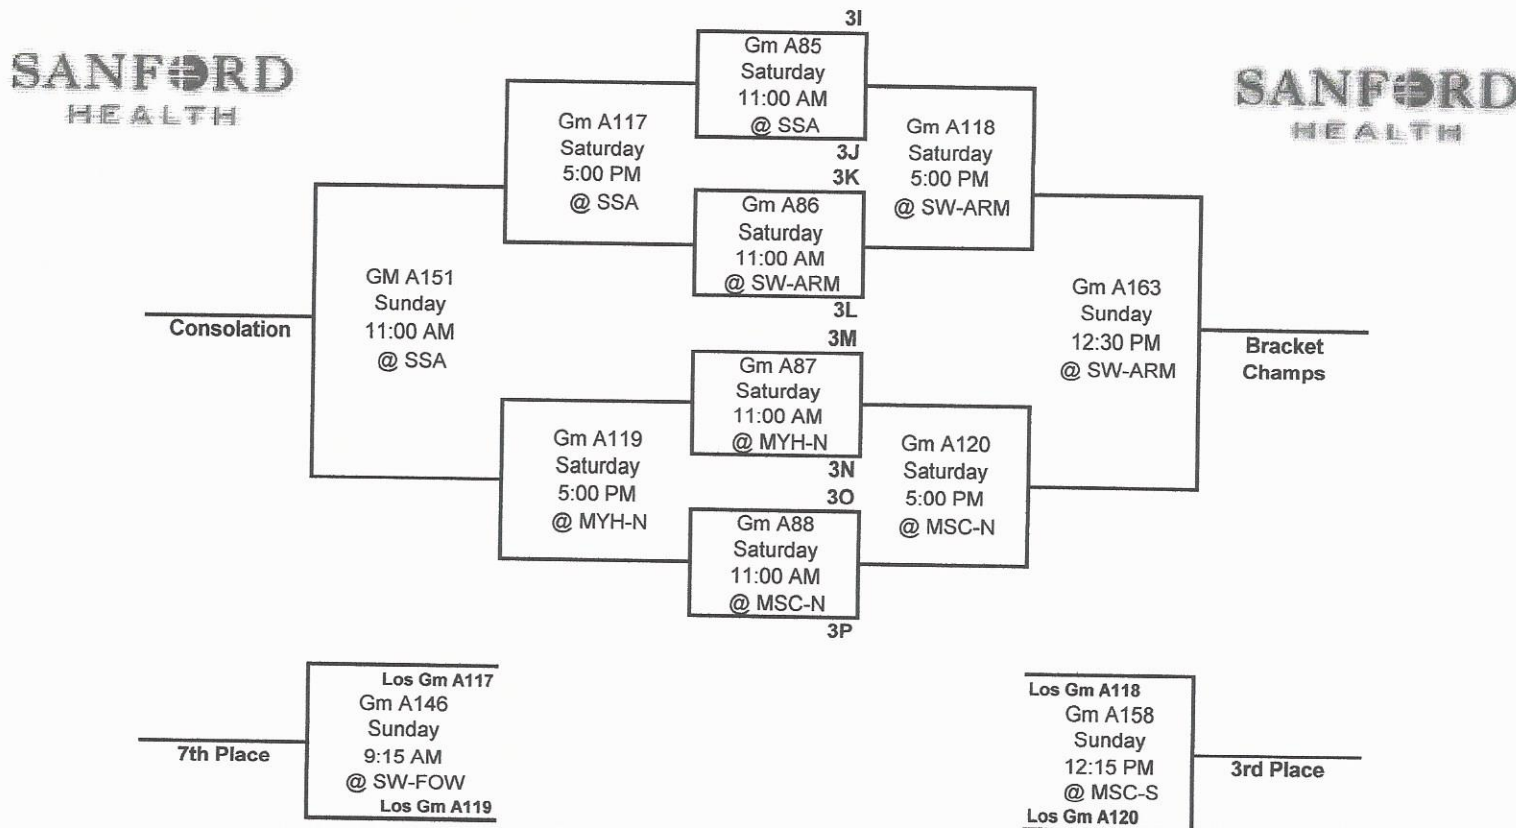 SANFORD
HEALTH
SANFORD
HEALTH
3I
Gm A85
Saturday
11:00 AM
@ SSA
3J
Gm A117
Saturday
5:00 PM
@ SSA
Gm A118
Saturday
5:00 PM
@ SW-ARM
3K
Gm A86
Saturday
11:00 AM
@ SW-ARM
3L
GM A151
Sunday
11:00 AM
@ SSA
Consolation
Gm A163
Sunday
12:30 PM
@ SW-ARM
Bracket
Champs
3M
Gm A87
Saturday
11:00 AM
@ MYH-N
3N
Gm A119
Saturday
5:00 PM
@ MYH-N
Gm A120
Saturday
5:00 PM
@ MSC-N
3O
Gm A88
Saturday
11:00 AM
@ MSC-N
3P
Los Gm A117
Gm A146
Sunday
9:15 AM
@ SW-FOW
Los Gm A119
7th Place
Los Gm A118
Gm A158
Sunday
12:15 PM
@ MSC-S
Los Gm A120
3rd Place